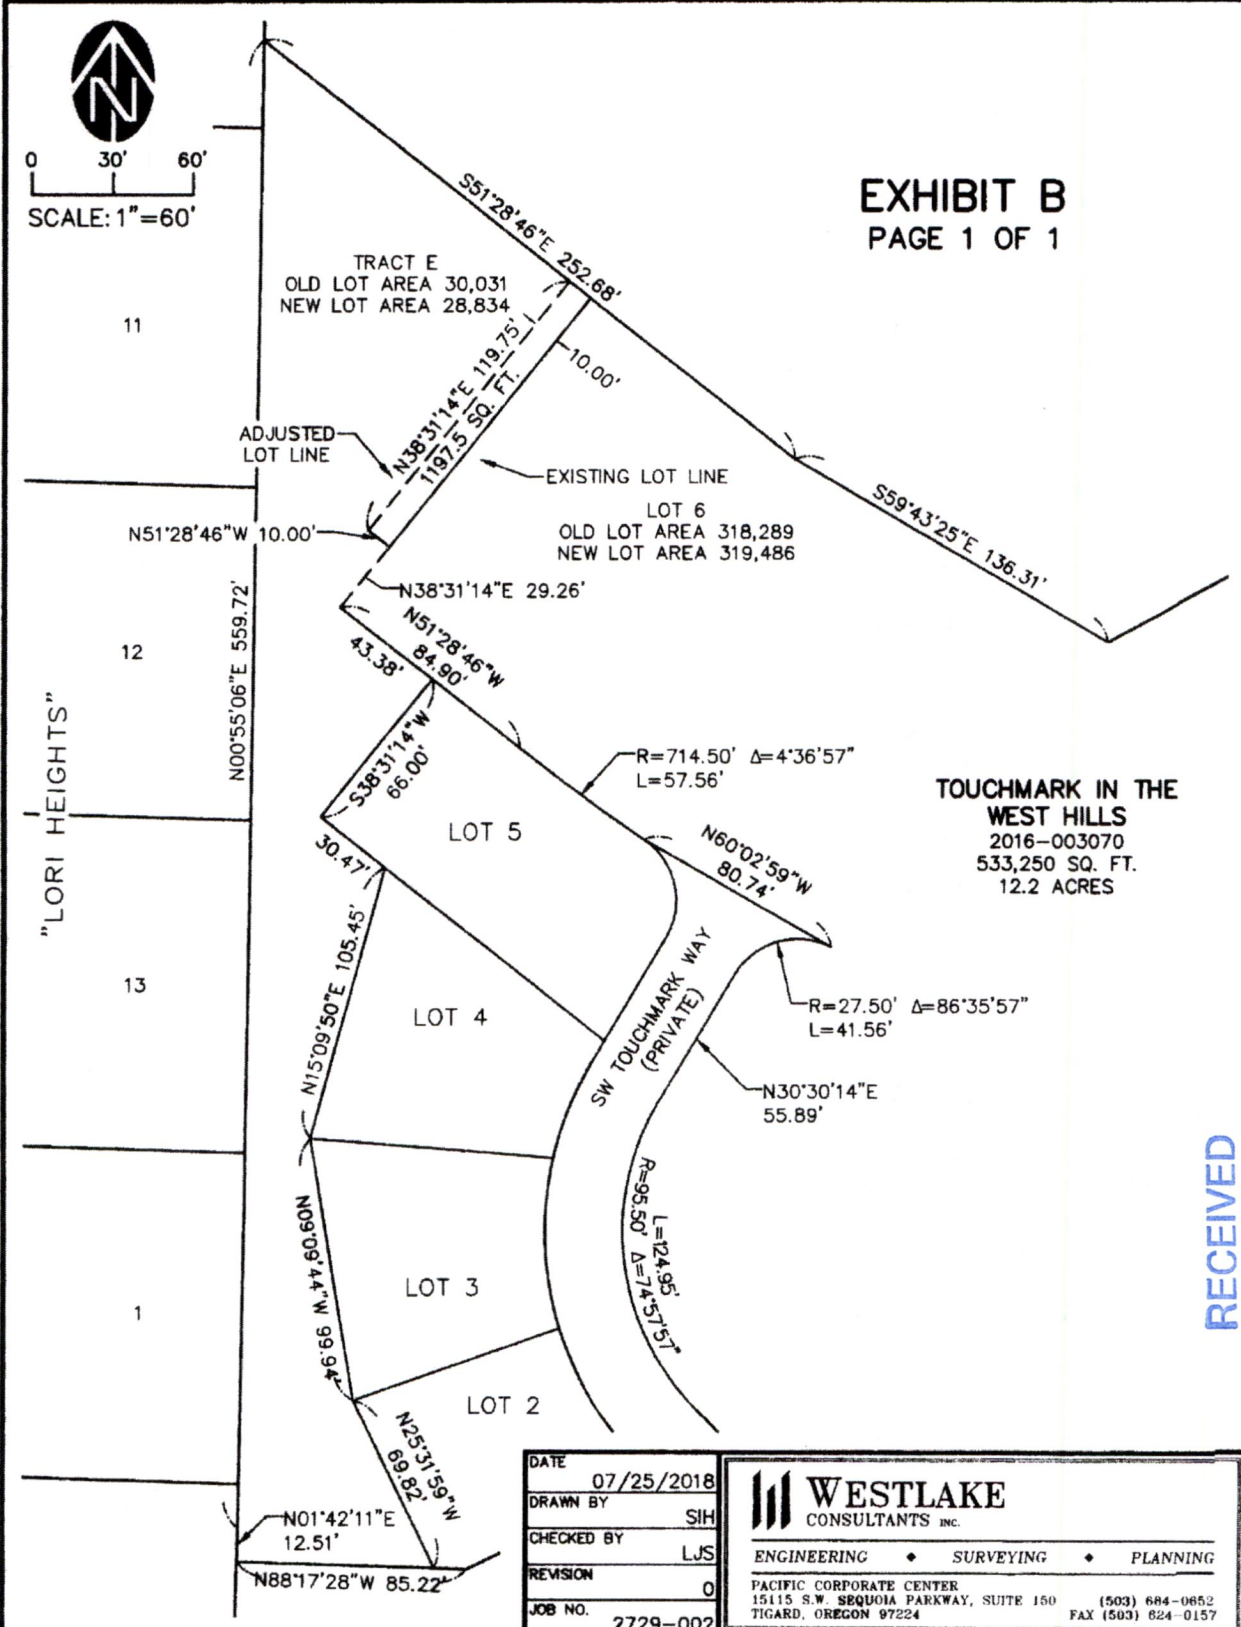 N
0 30' 60'
SCALE: 1"=60'
EXHIBIT B
PAGE 1 OF 1
S51°28'46"E 252.68'
TRACT E
OLD LOT AREA 30,031
NEW LOT AREA 28,834
11
N38°31'14"E 119.75'
1197.5 SQ. FT.
10.00'
ADJUSTED
LOT LINE
EXISTING LOT LINE
LOT 6
OLD LOT AREA 318,289
NEW LOT AREA 319,486
S59°43'25"E 136.31'
N51°28'46"W 10.00'
N38°31'14"E 29.26'
N00°55'06"E 559.72'
12
N51°28'46"W
84.90'
43.38'
"LORI HEIGHTS"
S38°31'14"W
66.00'
R=714.50' Δ=4°36'57"
L=57.56'
TOUCHMARK IN THE
WEST HILLS
2016-003070
533,250 SQ. FT.
12.2 ACRES
LOT 5
30.47'
N60°02'59"W
80.74'
N15°09'50"E 105.45'
13
LOT 4
SW TOUCHMARK WAY
(PRIVATE)
R=27.50' Δ=86°35'57"
L=41.56'
N30°30'14"E
55.89'
RECEIVED
N09°09'44"W 99.94'
L=124.95'
R=95.50' Δ=74°57'57"
1
LOT 3
LOT 2
N25°31'59"W
69.82'
N01°42'11"E
12.51'
N88°17'28"W 85.22'
DATE
07/25/2018
DRAWN BY
SIH
CHECKED BY
LJS
REVISION
0
JOB NO.
2729-002
WESTLAKE
CONSULTANTS INC.
ENGINEERING ◆ SURVEYING ◆ PLANNING
PACIFIC CORPORATE CENTER
15115 S.W. SEQUOIA PARKWAY, SUITE 150 (503) 684-0652
TIGARD, OREGON 97224 FAX (503) 624-0157